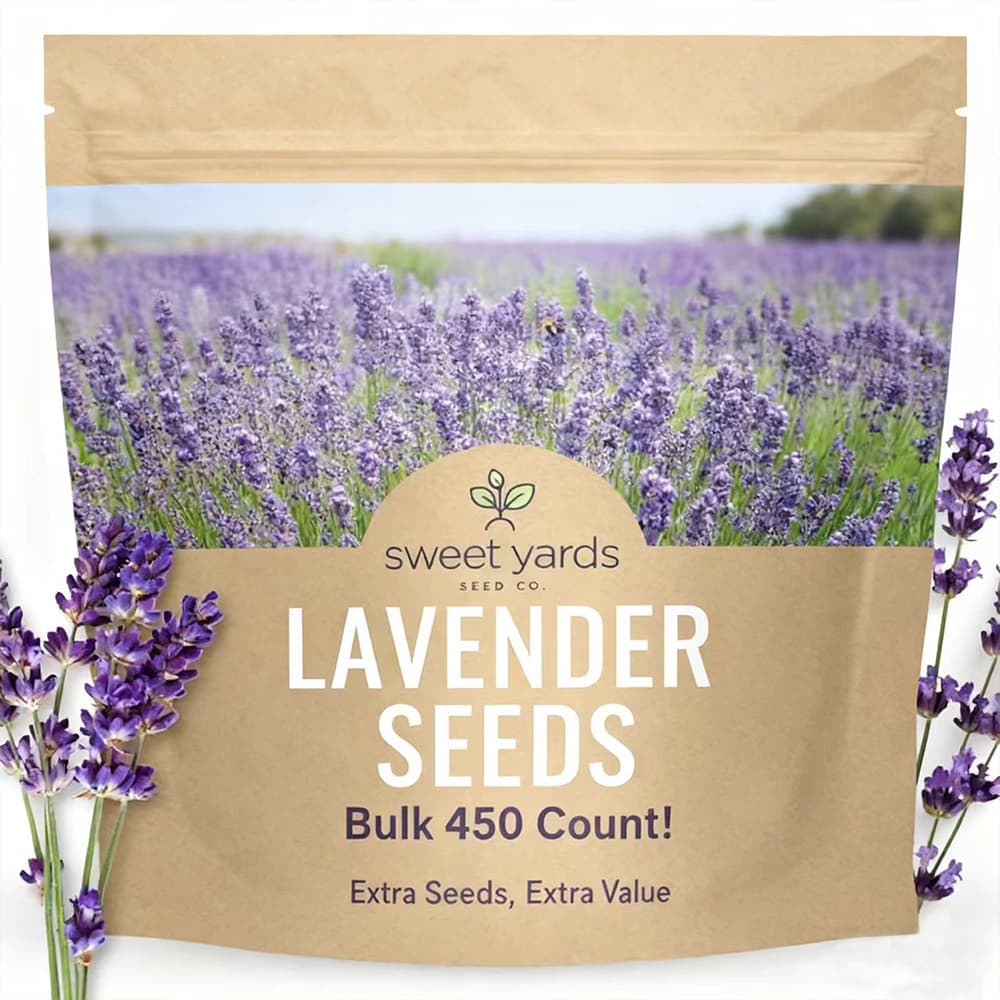 sweet yards
SEED CO.
LAVENDER
SEEDS
Bulk 450 Count!
Extra Seeds, Extra Value